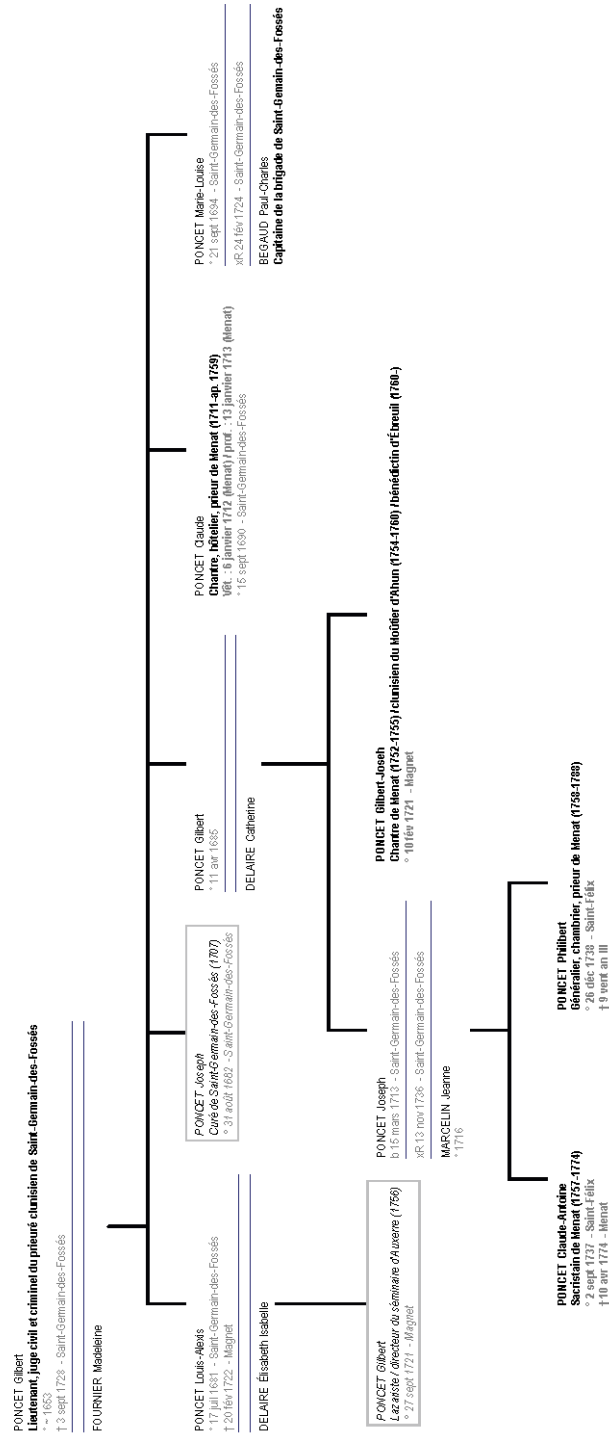 PONCET Gilbert
Lieutenant, juge civil et criminel du prieuré clunisien de Saint-Germain-des-Fossés
° ~ 1653
† 3 sept 1728 - Saint-Germain-des-Fossés
FOURNIER Madeleine
PONCET Louis-Alexis
° 17 juil 1681 - Saint-Germain-des-Fossés
† 20 fév 1722 - Magnet
DELAIRE Élisabeth Isabelle
PONCET Joseph
Curé de Saint-Germain-des-Fossés (1707)
° 31 août 1682 - Saint-Germain-des-Fossés
PONCET Gilbert
° 11 avr 1685
DELAIRE Catherine
PONCET Claude
Chantre, hôtelier, prieur de Menat (1711-ap. 1759)
Vêt. : 6 janvier 1712 (Menat) / prof. : 13 janvier 1713 (Menat)
° 15 sept 1690 - Saint-Germain-des-Fossés
PONCET Marie-Louise
° 21 sept 1694 - Saint-Germain-des-Fossés
xR 24 fév 1724 - Saint-Germain-des-Fossés
BEGAUD Paul-Charles
Capitaine de la brigade de Saint-Germain-des-Fossés
PONCET Gilbert
Lazariste / directeur du séminaire d'Auxerre (1756)
° 27 sept 1721 - Magnet
PONCET Joseph
b 15 mars 1713 - Saint-Germain-des-Fossés
xR 13 nov 1736 - Saint-Germain-des-Fossés
MARCELIN Jeanne
° 1716
PONCET Gilbert-Joseh
Chantre de Menat (1752-1755) / clunisien du Moûtier d'Ahun (1754-1760) / bénédictin d'Ébreuil (1760-)
° 10 fév 1721 - Magnet
PONCET Claude-Antoine
Sacristain de Menat (1757-1774)
° 2 sept 1737 - Saint-Félix
† 10 avr 1774 - Menat
PONCET Philibert
Généralier, chambrier, prieur de Menat (1758-1788)
° 26 déc 1738 - Saint-Félix
† 9 vent an III